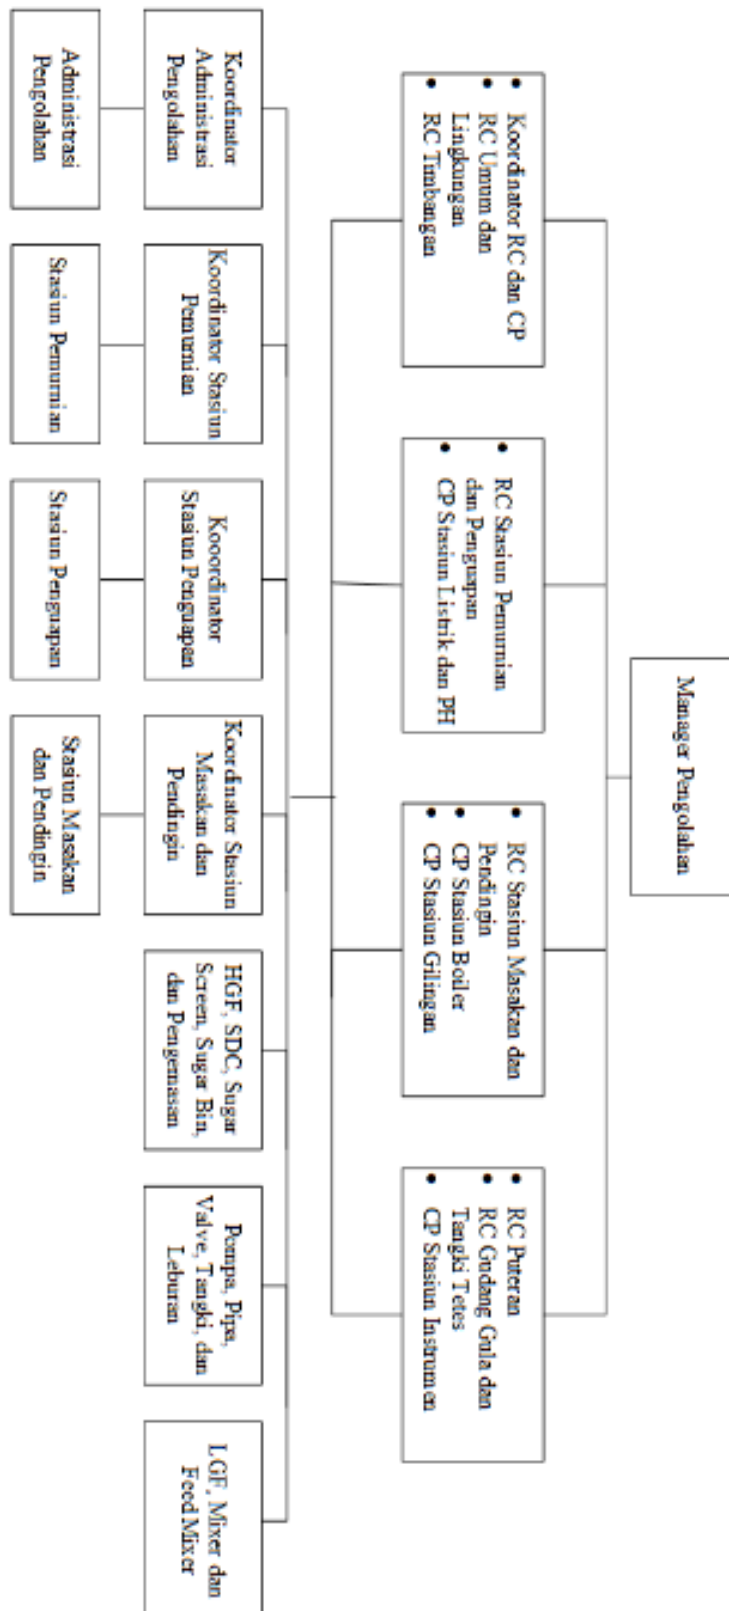 Manager Pengolahan
• Koordinator RC dan CP
• RC Umum dan
Lingkungan
• RC Timbangan
• RC Stasiun Pemurnian
dan Penguapan
• CP Stasiun Listrik dan PH
• RC Stasiun Masakan dan
Pendingin
• CP Stasiun Boiler
• CP Stasiun Gilingan
• RC Puteran
• RC Gudang Gula dan
Tangki Tetes
• CP Stasiun Instrumen
Koordinator
Administrasi
Pengolahan
Koordinator Stasiun
Pemurnian
Kooordinator
Stasiun Penguapan
Koordinator Stasiun
Masakan dan
Pendingin
HGF, SDC, Sugar
Screen, Sugar Bin,
dan Pengemasan
Pompa, Pipa,
Valve, Tangki, dan
Leburan
LGF, Mixer dan
Feed Mixer
Administrasi
Pengolahan
Stasiun Pemurnian
Stasiun Penguapan
Stasiun Masakan
dan Pendingin